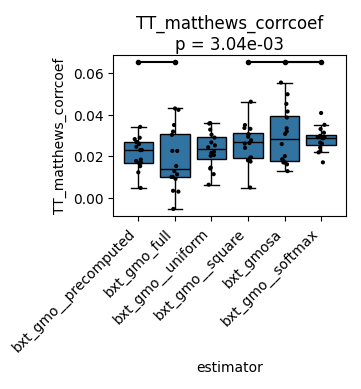 TT_matthews_corrcoef
p = 3.04e-03
TT_matthews_corrcoef
0.06
0.04
0.02
0.00
bxt_gmo__precomputed
bxt_gmo_full
bxt_gmo__uniform
bxt_gmo__square
bxt_gmosa
bxt_gmo__softmax
estimator